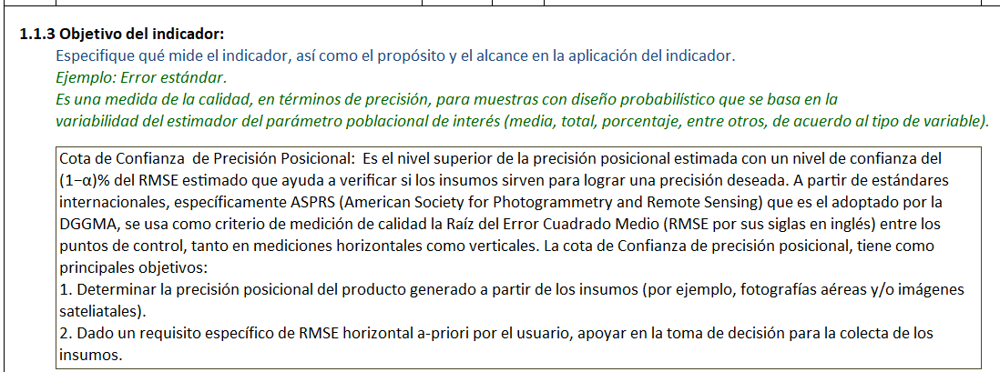 1.1.3 Objetivo del indicador:
Especifique qué mide el indicador, así como el propósito y el alcance en la aplicación del indicador.
Ejemplo: Error estándar.
Es una medida de la calidad, en términos de precisión, para muestras con diseño probabilístico que se basa en la
variabilidad del estimador del parámetro poblacional de interés (media, total, porcentaje, entre otros, de acuerdo al tipo de variable).
Cota de Confianza  de Precisión Posicional:  Es el nivel superior de la precisión posicional estimada con un nivel de confianza del
(1−α)% del RMSE estimado que ayuda a verificar si los insumos sirven para lograr una precisión deseada. A partir de estándares
internacionales, específicamente ASPRS (American Society for Photogrammetry and Remote Sensing) que es el adoptado por la
DGGMA, se usa como criterio de medición de calidad la Raíz del Error Cuadrado Medio (RMSE por sus siglas en inglés) entre los
puntos de control, tanto en mediciones horizontales como verticales. La cota de Confianza de precisión posicional, tiene como
principales objetivos:
1. Determinar la precisión posicional del producto generado a partir de los insumos (por ejemplo, fotografías aéreas y/o imágenes
sateliatales).
2. Dado un requisito específico de RMSE horizontal a-priori por el usuario, apoyar en la toma de decisión para la colecta de los
insumos.